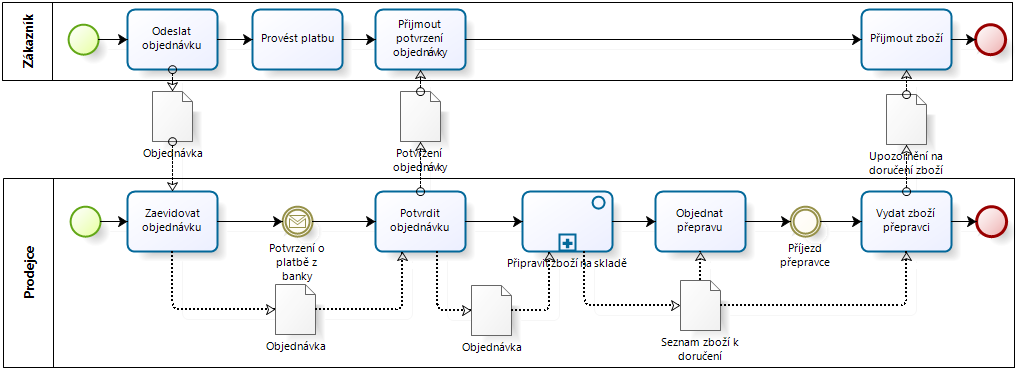 Zákazník
Odeslat
objednávku
Provést platbu
Přijmout
potvrzení
objednávky
Přijmout zboží
Objednávka
Potvrzení
objednávky
Upozornění na
doručení zboží
Prodejce
Zaevidovat
objednávku
Potvrzení o
platbě z
banky
Potvrdit
objednávku
Připravit zboží na skladě
Objednat
přepravu
Příjezd
přepravce
Vydat zboží
přepravci
Objednávka
Objednávka
Seznam zboží k
doručení